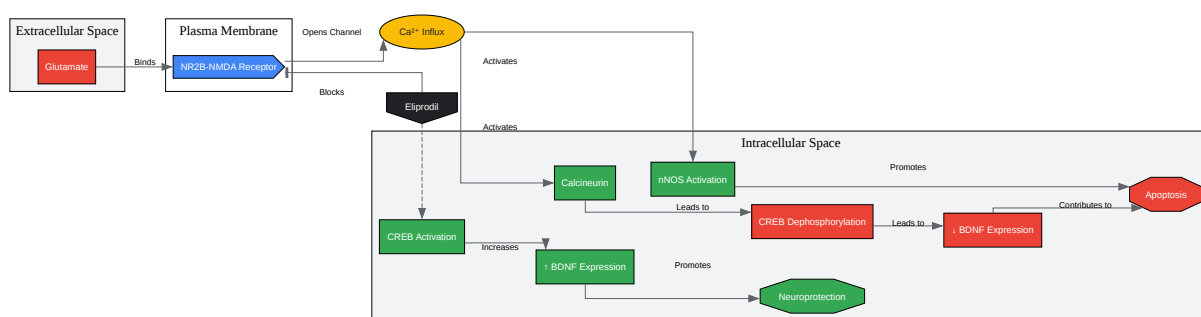 Extracellular Space
Glutamate
Binds
Plasma Membrane
NR2B-NMDA Receptor
Opens Channel
Ca²⁺ Influx
Activates
Blocks
Eliprodil
Activates
Intracellular Space
Calcineurin
nNOS Activation
Promotes
Apoptosis
Leads to
CREB Dephosphorylation
Leads to
↓ BDNF Expression
Contributes to
CREB Activation
Increases
↑ BDNF Expression
Promotes
Neuroprotection